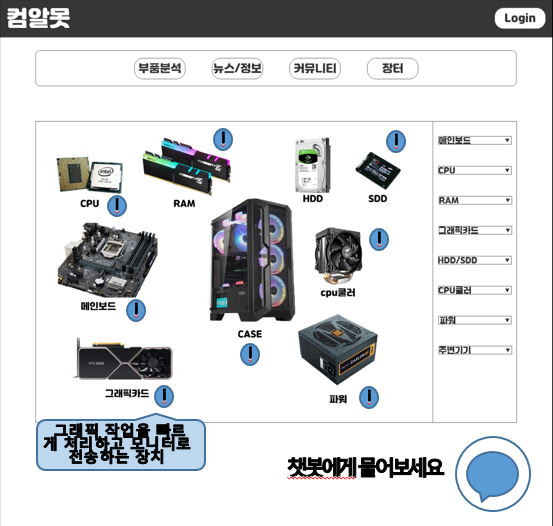 컴알못
Login
부품분석
뉴스/정보
커뮤니티
장터
메인보드
CPU
RAM
그래픽카드
HDD/SDD
CPU쿨러
파워
주변기기
CPU
RAM
HDD
SDD
메인보드
CASE
cpu쿨러
그래픽카드
파워
그래픽 작업을 빠르
게 처리하고 모니터로
전송하는 장치
챗봇에게 물어보세요